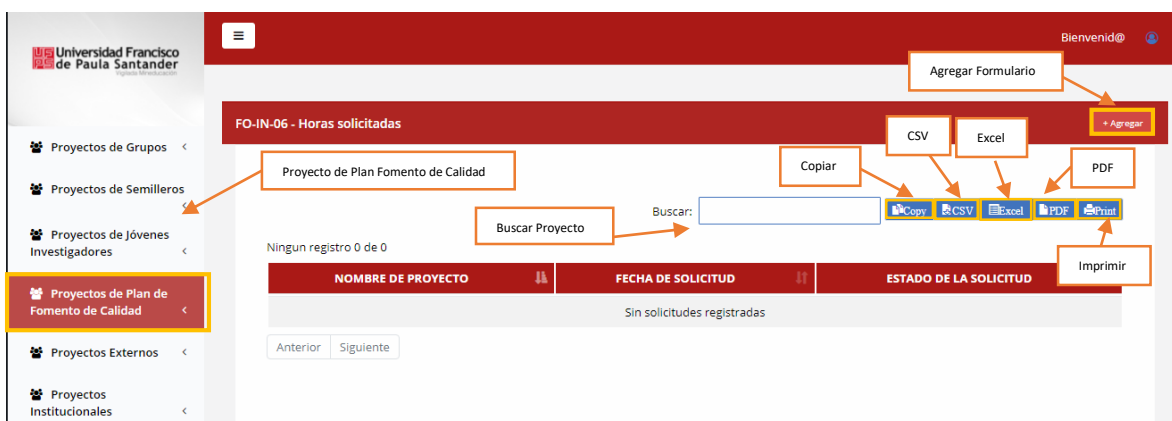 Universidad Francisco
de Paula Santander
Vigilada Mineducación
Bienvenid@
Agregar Formulario
FO-IN-06 - Horas solicitadas
+ Agregar
CSV
Excel
Proyectos de Grupos
Copiar
PDF
Proyecto de Plan Fomento de Calidad
Proyectos de Semilleros
Buscar:
Copy
CSV
Excel
PDF
Print
Buscar Proyecto
Proyectos de Jóvenes
Investigadores
Ningun registro 0 de 0
Imprimir
NOMBRE DE PROYECTO
FECHA DE SOLICITUD
ESTADO DE LA SOLICITUD
Proyectos de Plan de
Fomento de Calidad
Sin solicitudes registradas
Anterior
Siguiente
Proyectos Externos
Proyectos
Institucionales